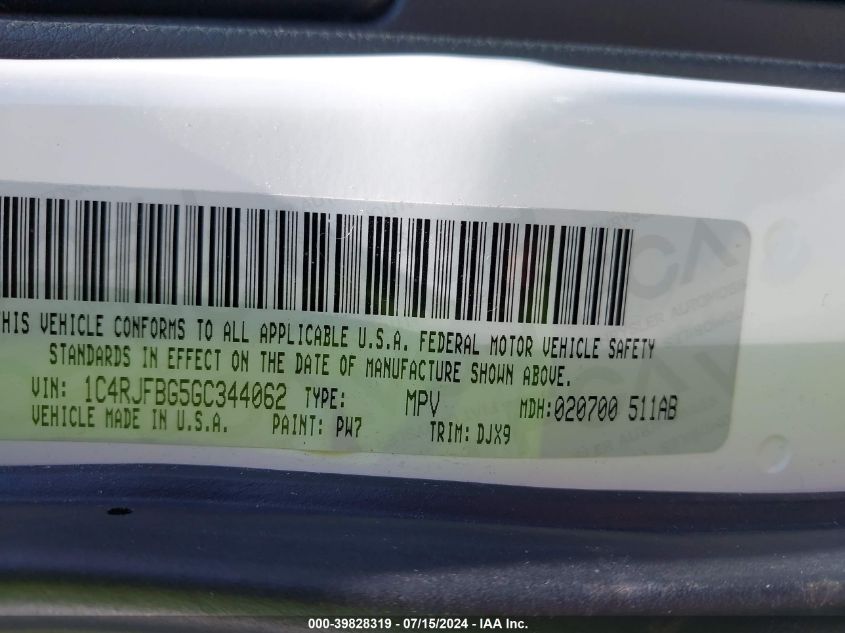 THIS VEHICLE CONFORMS TO ALL APPLICABLE U.S.A. FEDERAL MOTOR VEHICLE SAFETY
STANDARDS IN EFFECT ON THE DATE OF MANUFACTURE SHOWN ABOVE.
VIN: 1C4RJFBG5GC344062 TYPE: MPV MDH:020700 511AB
VEHICLE MADE IN U.S.A. PAINT: PW7 TRIM: DJX9
000-39828319 - 07/15/2024 - IAA Inc.